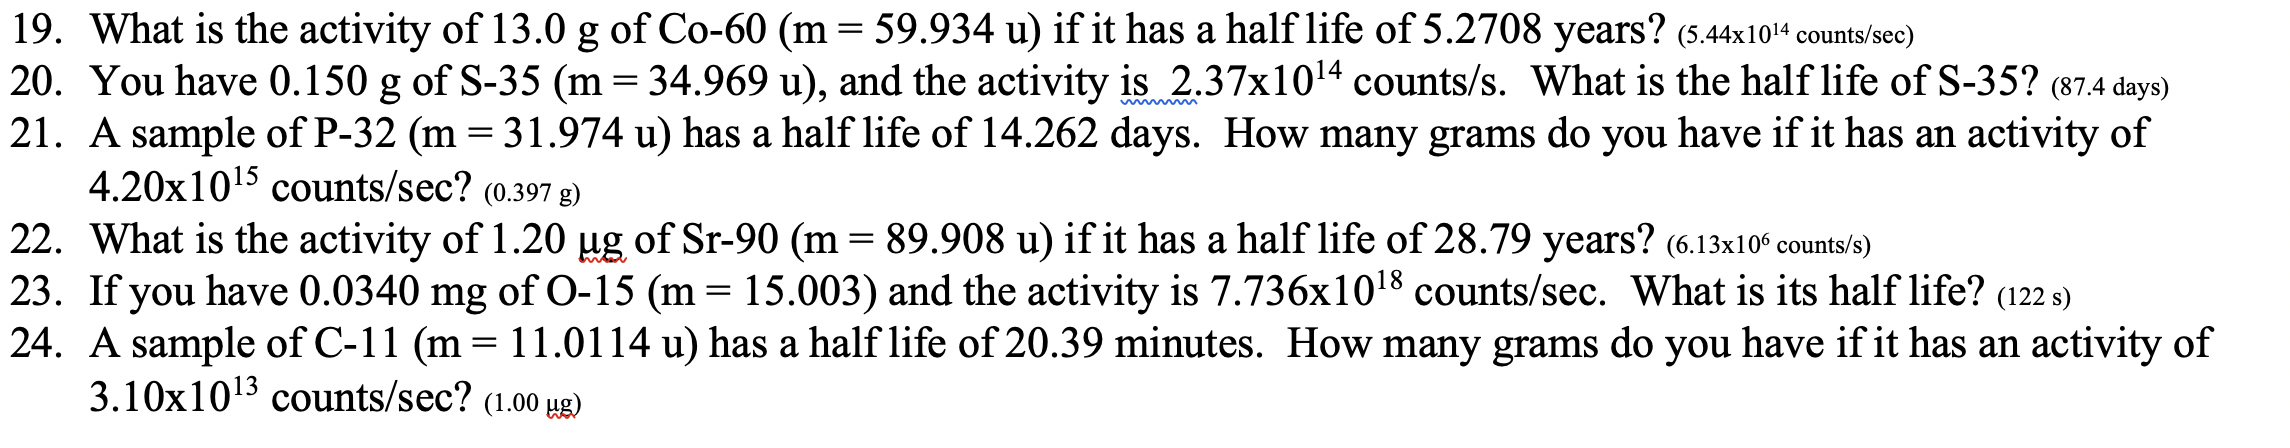 19. What is the activity of 13.0 g of Co-60 (m = 59.934 u) if it has a half life of 5.2708 years? (5.44x10¹⁴ counts/sec)
20. You have 0.150 g of S-35 (m = 34.969 u), and the activity is 2.37x10¹⁴ counts/s. What is the half life of S-35? (87.4 days)
21. A sample of P-32 (m = 31.974 u) has a half life of 14.262 days. How many grams do you have if it has an activity of
4.20x10¹⁵ counts/sec? (0.397 g)
22. What is the activity of 1.20 µg of Sr-90 (m = 89.908 u) if it has a half life of 28.79 years? (6.13x10⁶ counts/s)
23. If you have 0.0340 mg of O-15 (m = 15.003) and the activity is 7.736x10¹⁸ counts/sec. What is its half life? (122 s)
24. A sample of C-11 (m = 11.0114 u) has a half life of 20.39 minutes. How many grams do you have if it has an activity of
3.10x10¹³ counts/sec? (1.00 µg)